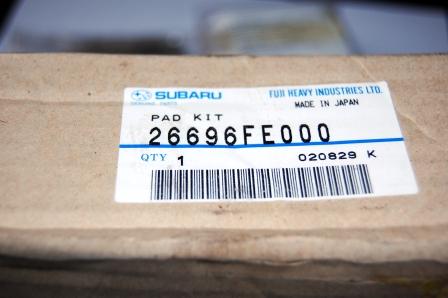 SUBARU FUJI HEAVY INDUSTRIES LTD.
GENUINE PARTS MADE IN JAPAN
PAD KIT
26696FE000
QTY 1 020829 K